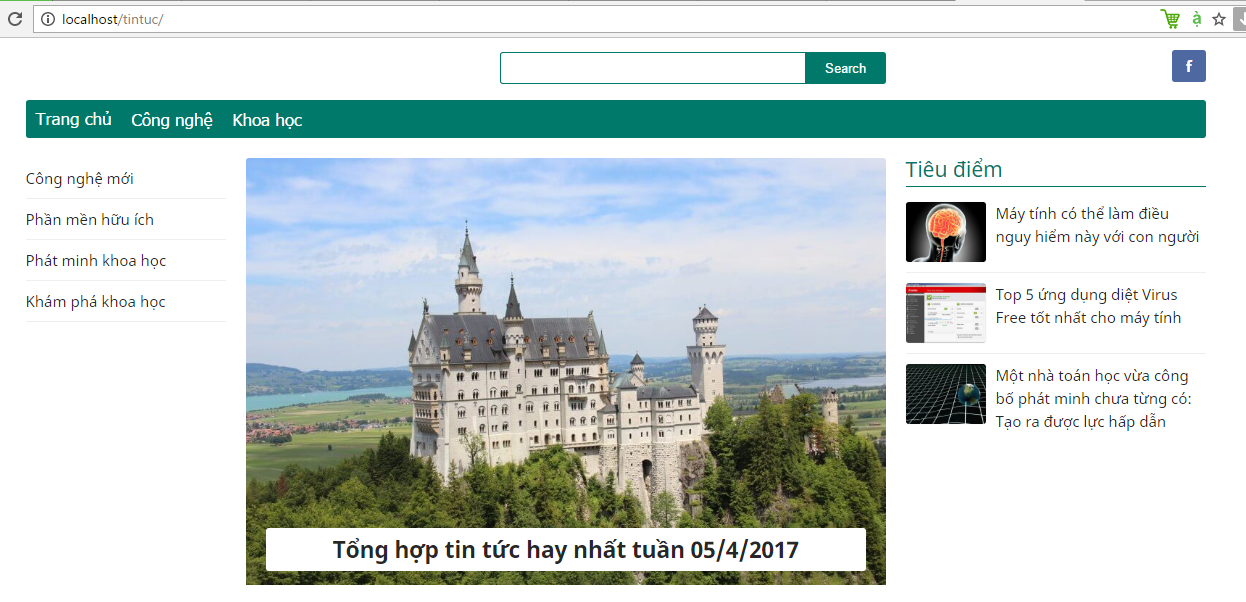 localhost/tintuc/
ạ
Search
f
Trang chủ Công nghệ Khoa học
Công nghệ mới
Phần mền hữu ích
Phát minh khoa học
Khám phá khoa học
Tổng hợp tin tức hay nhất tuần 05/4/2017
Tiêu điểm
Máy tính có thể làm điều
nguy hiểm này với con người
Top 5 ứng dụng diệt Virus
Free tốt nhất cho máy tính
Một nhà toán học vừa công
bố phát minh chưa từng có:
Tạo ra được lực hấp dẫn